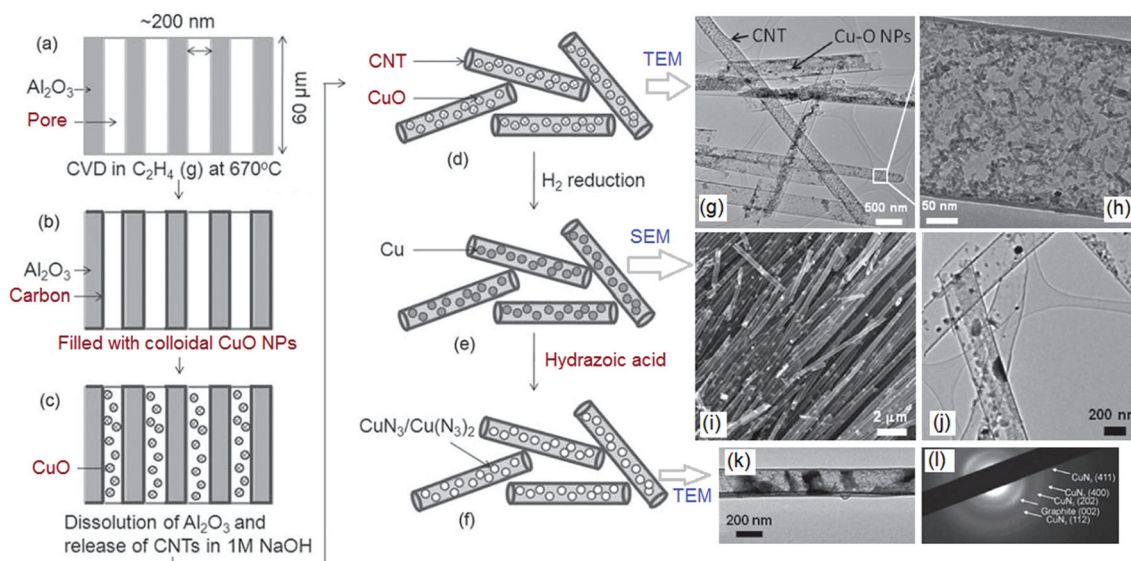 ~200 nm
(a)
Al₂O₃
Pore
60 μm
CVD in C₂H₄ (g) at 670°C
(b)
Al₂O₃
Carbon
Filled with colloidal CuO NPs
(c)
CuO
Dissolution of Al₂O₃ and
release of CNTs in 1M NaOH
CNT
CuO
(d)
TEM
H₂ reduction
Cu
SEM
(e)
Hydrazoic acid
CuN₃/Cu(N₃)₂
(f)
TEM
CNT
Cu-O NPs
(g)
500 nm
50 nm
(h)
(i)
2 μm
(j)
200 nm
(k)
200 nm
(l)
CuN₃ (411)
CuN₃ (400)
CuN₃ (202)
Graphite (002)
CuN₃ (112)